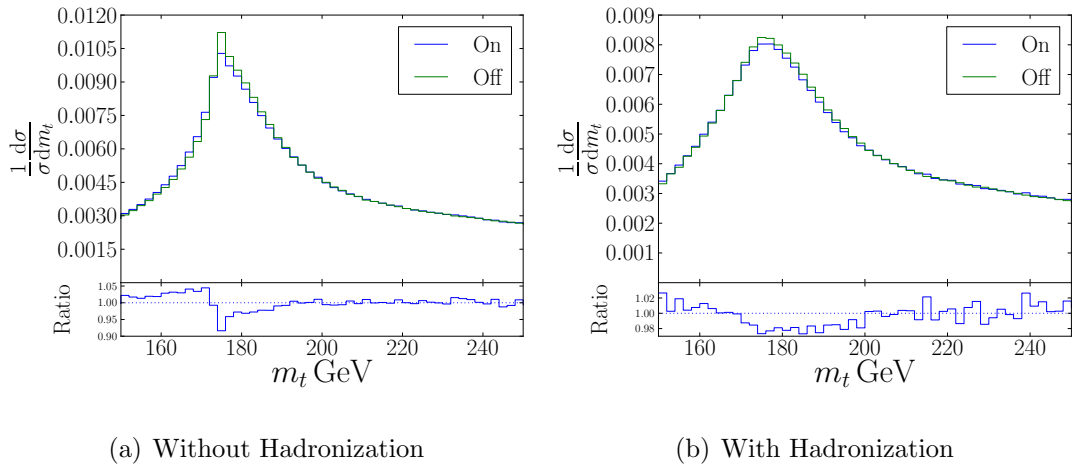 0.0120
0.0105
0.0090
0.0075
0.0060
0.0045
0.0030
0.0015
1/σ dσ/dm_t
On
Off
1.05
1.00
0.95
0.90
Ratio
160 180 200 220 240
m_t GeV
(a) Without Hadronization
0.009
0.008
0.007
0.006
0.005
0.004
0.003
0.002
0.001
1/σ dσ/dm_t
On
Off
1.02
1.00
0.98
Ratio
160 180 200 220 240
m_t GeV
(b) With Hadronization